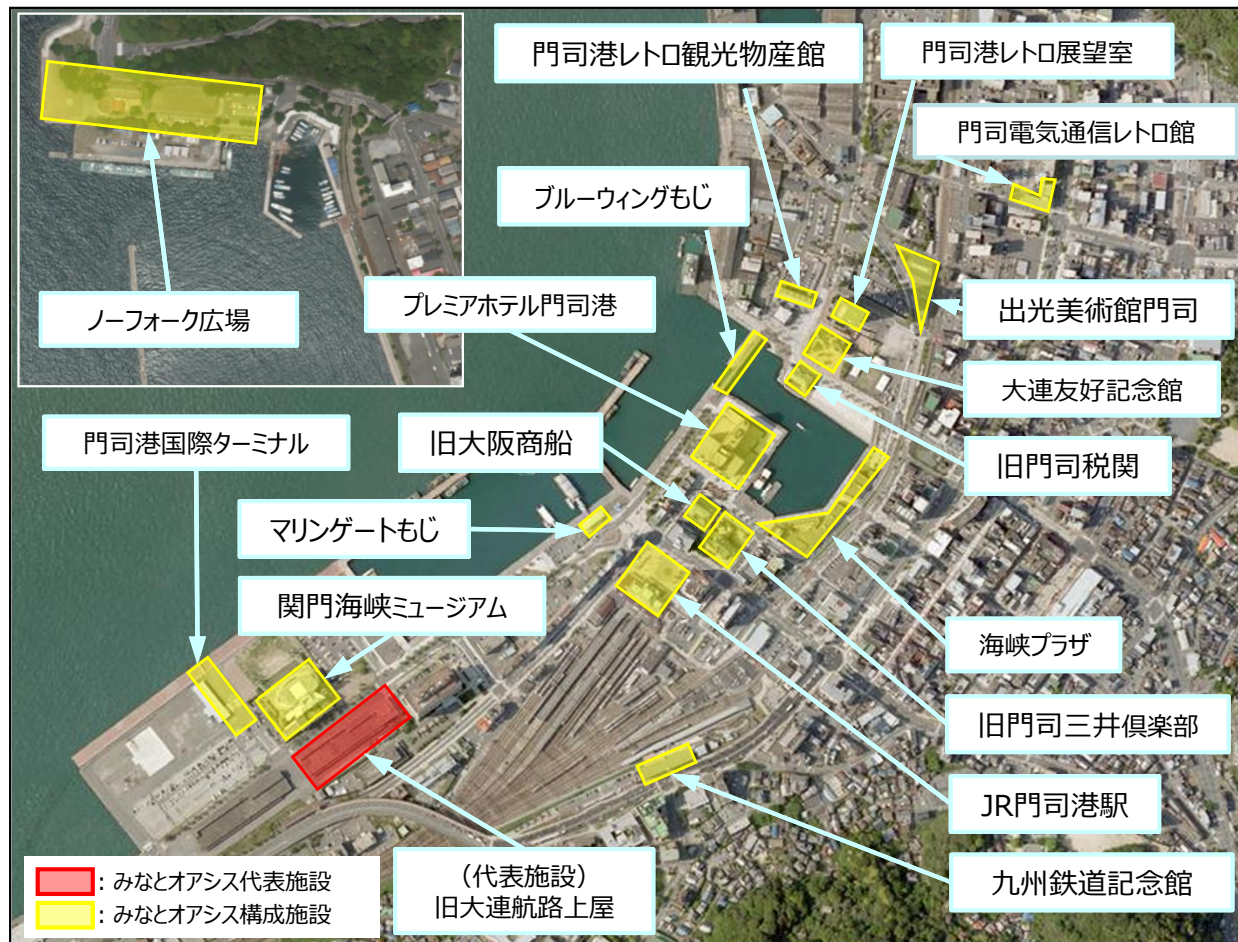 門司港レトロ観光物産館
門司港レトロ展望室
門司電気通信レトロ館
ブルーウィングもじ
プレミアホテル門司港
ノーフォーク広場
出光美術館門司
大連友好記念館
門司港国際ターミナル
旧大阪商船
旧門司税関
マリンゲートもじ
関門海峡ミュージアム
海峡プラザ
旧門司三井倶楽部
JR門司港駅
九州鉄道記念館
(代表施設)
旧大連航路上屋
: みなとオアシス代表施設
: みなとオアシス構成施設